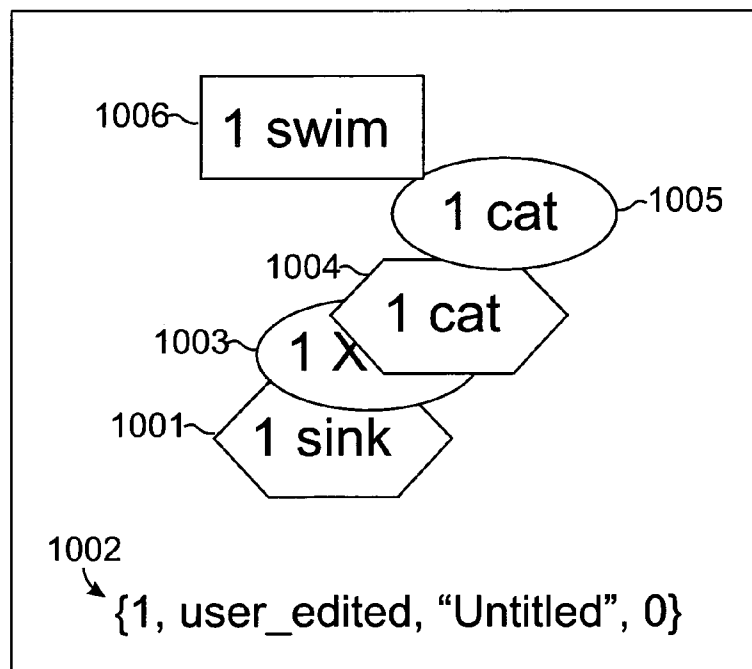 1006
1 swim
1 cat
1005
1004
1 cat
1003
1 X
1001
1 sink
1002
{1, user_edited, “Untitled”, 0}